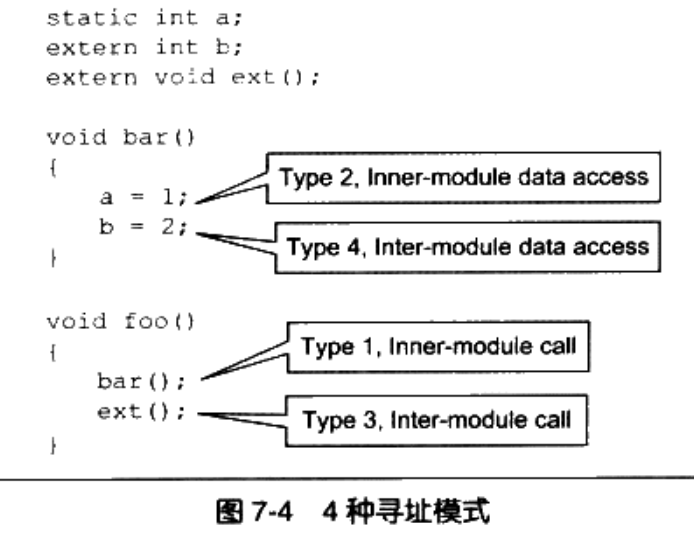 static int a;
extern int b;
extern void ext();
void bar()
{
a = 1;
Type 2, Inner-module data access
b = 2;
Type 4, Inter-module data access
}
void foo()
{
Type 1, Inner-module call
bar();
ext();
Type 3, Inter-module call
}
图 7-4 4 种寻址模式